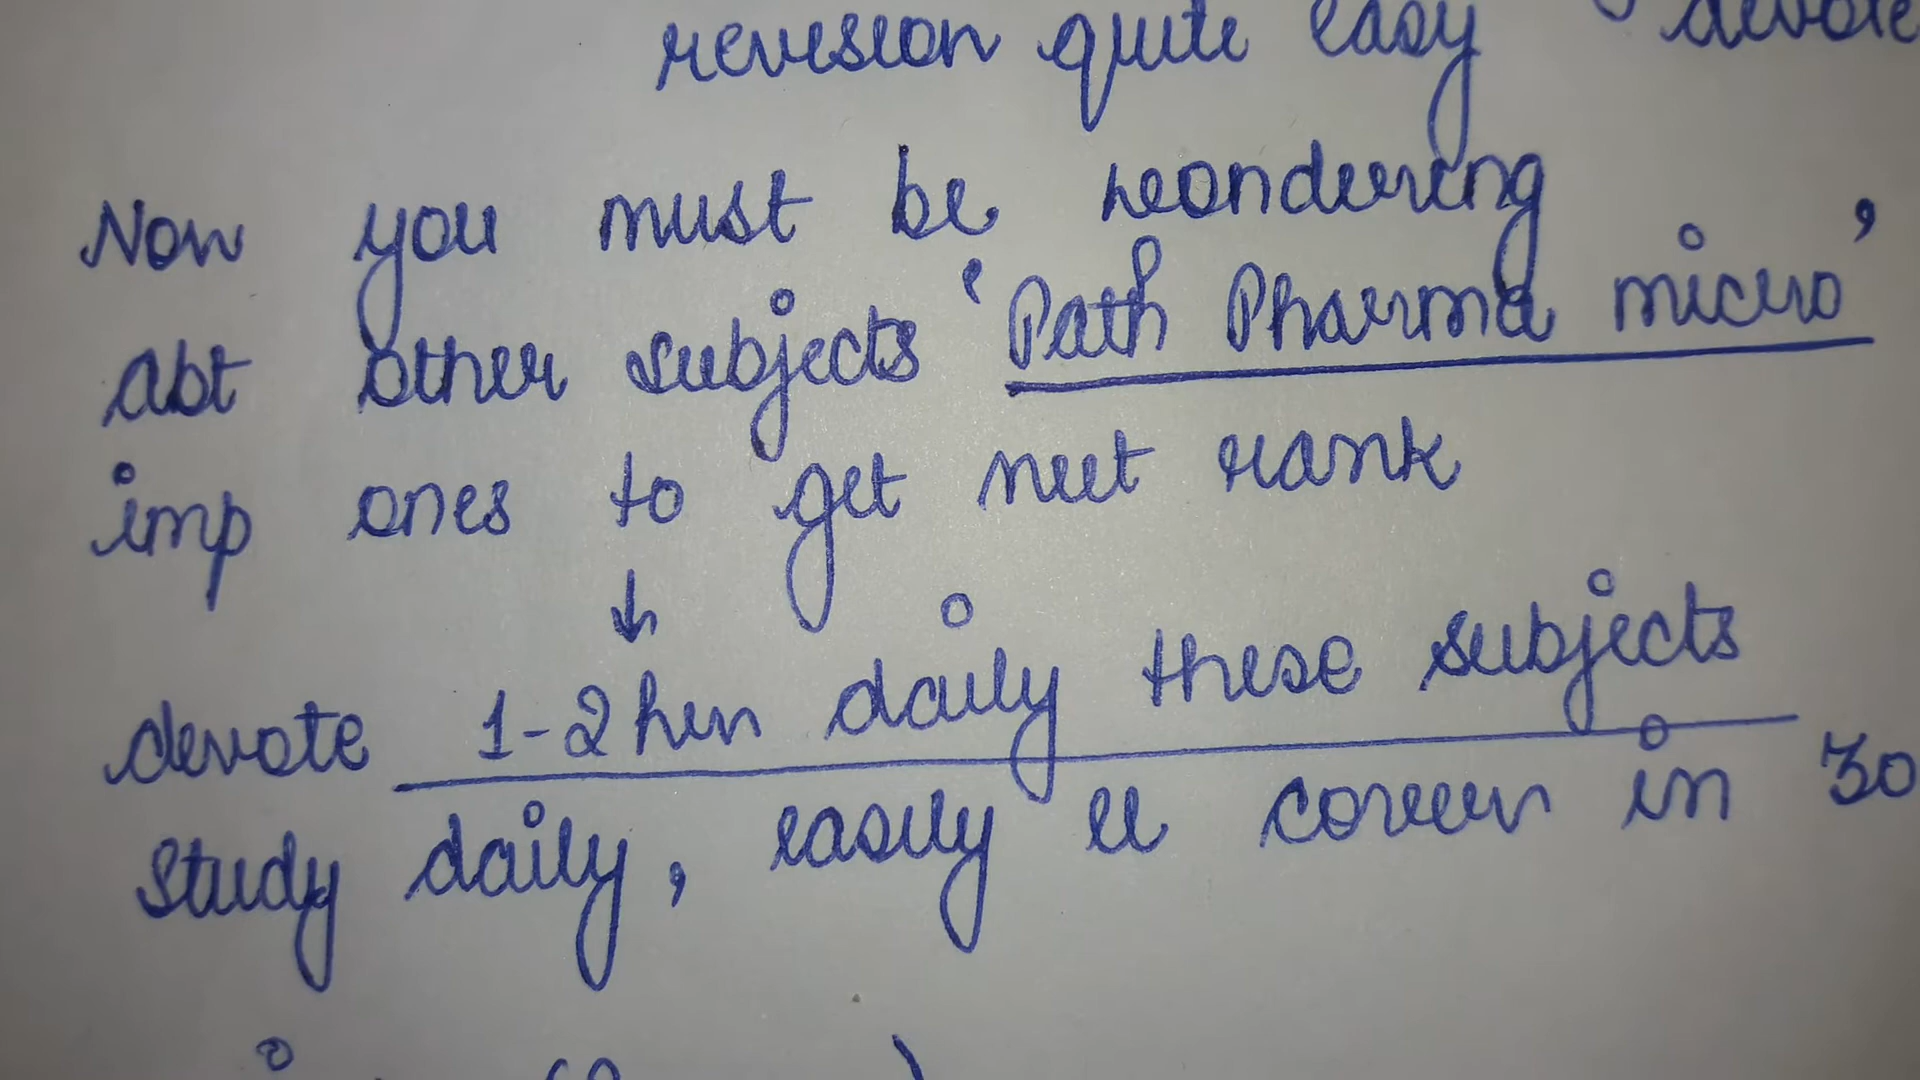 revision quite easy devote
Now you must be wondering
abt other subjects 'Path Pharma micro'
imp ones to get neet rank
↓
devote 1-2 hrs daily these subjects
study daily, easily ll cover in 30